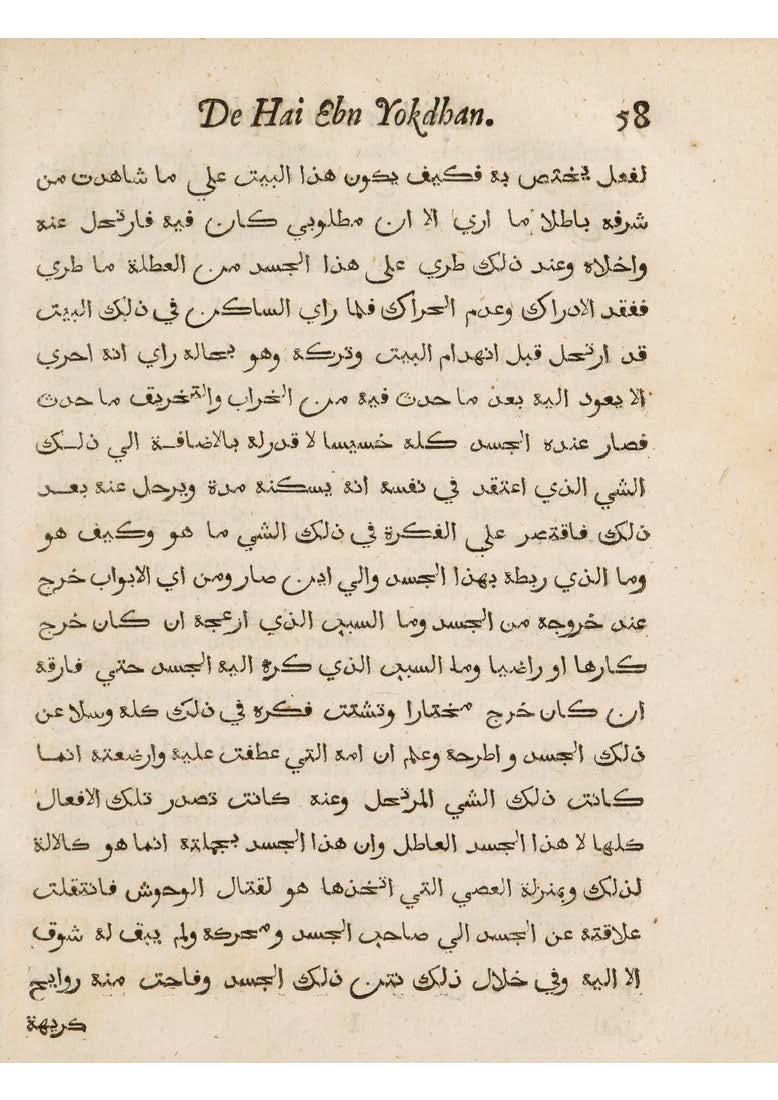 De Hai Ebn Yokdhan. 58
لفعل يختص به فكيف يكون هذا البيت علي ما شاهدت من
شرفه باطلا ما اري الا ان مطلوبي كان فيه فارتحل عنه
واخلاه وعند ذلك طري علي هذا الجسد من العطلة ما طري
ففقد الادراك وعدم الحراك فلما راي الساكن في ذلك البيت
قد ارتحل قبل انهدام البيت وتركه وهو بحاله راي انه احري
الا يعود اليه بعد ما حدث فيه من الخراب والتخريف ما حدث
فصار عنده الجسد كله خسيسا لا قدر له بالاضافة الي ذلك
الشي الذي اعتقد في نفسه انه يسكنه مدة ويرحل عنه بعد
ذلك فاقتصر علي الفكرة في ذلك الشي ما هو وكيف هو
وما الذي ربطه بهذا الجسد والي اين صار ومن اي الابواب خرج
عند خروجه من الجسد وما السبب الذي ازعجه ان كان خرج
كارها او راضيا وما السبب الذي كره اليه الجسد حتي فارقه
ان كان خرج مختارا وتشتت فكره في ذلك كله وسلا عن
ذلك الجسد واطرحه وعلم ان امه التي عطفت عليه وارضعته انما
كانت ذلك الشي المرتحل وعنه كانت تصدر تلك الافعال
كلها لا هذا الجسد العاطل وان هذا الجسد بجملته انما هو كالالة
لذلك وبمنزلة العصي التي اتخذها هو لقتال الوحوش فانتقلت
علاقته عن الجسد الي صاحب الجسد ومحركه ولم يبق له شوق
الا اليه وفي خلال ذلك نتن ذلك الجسد وفاحت منه روايح
كريهة